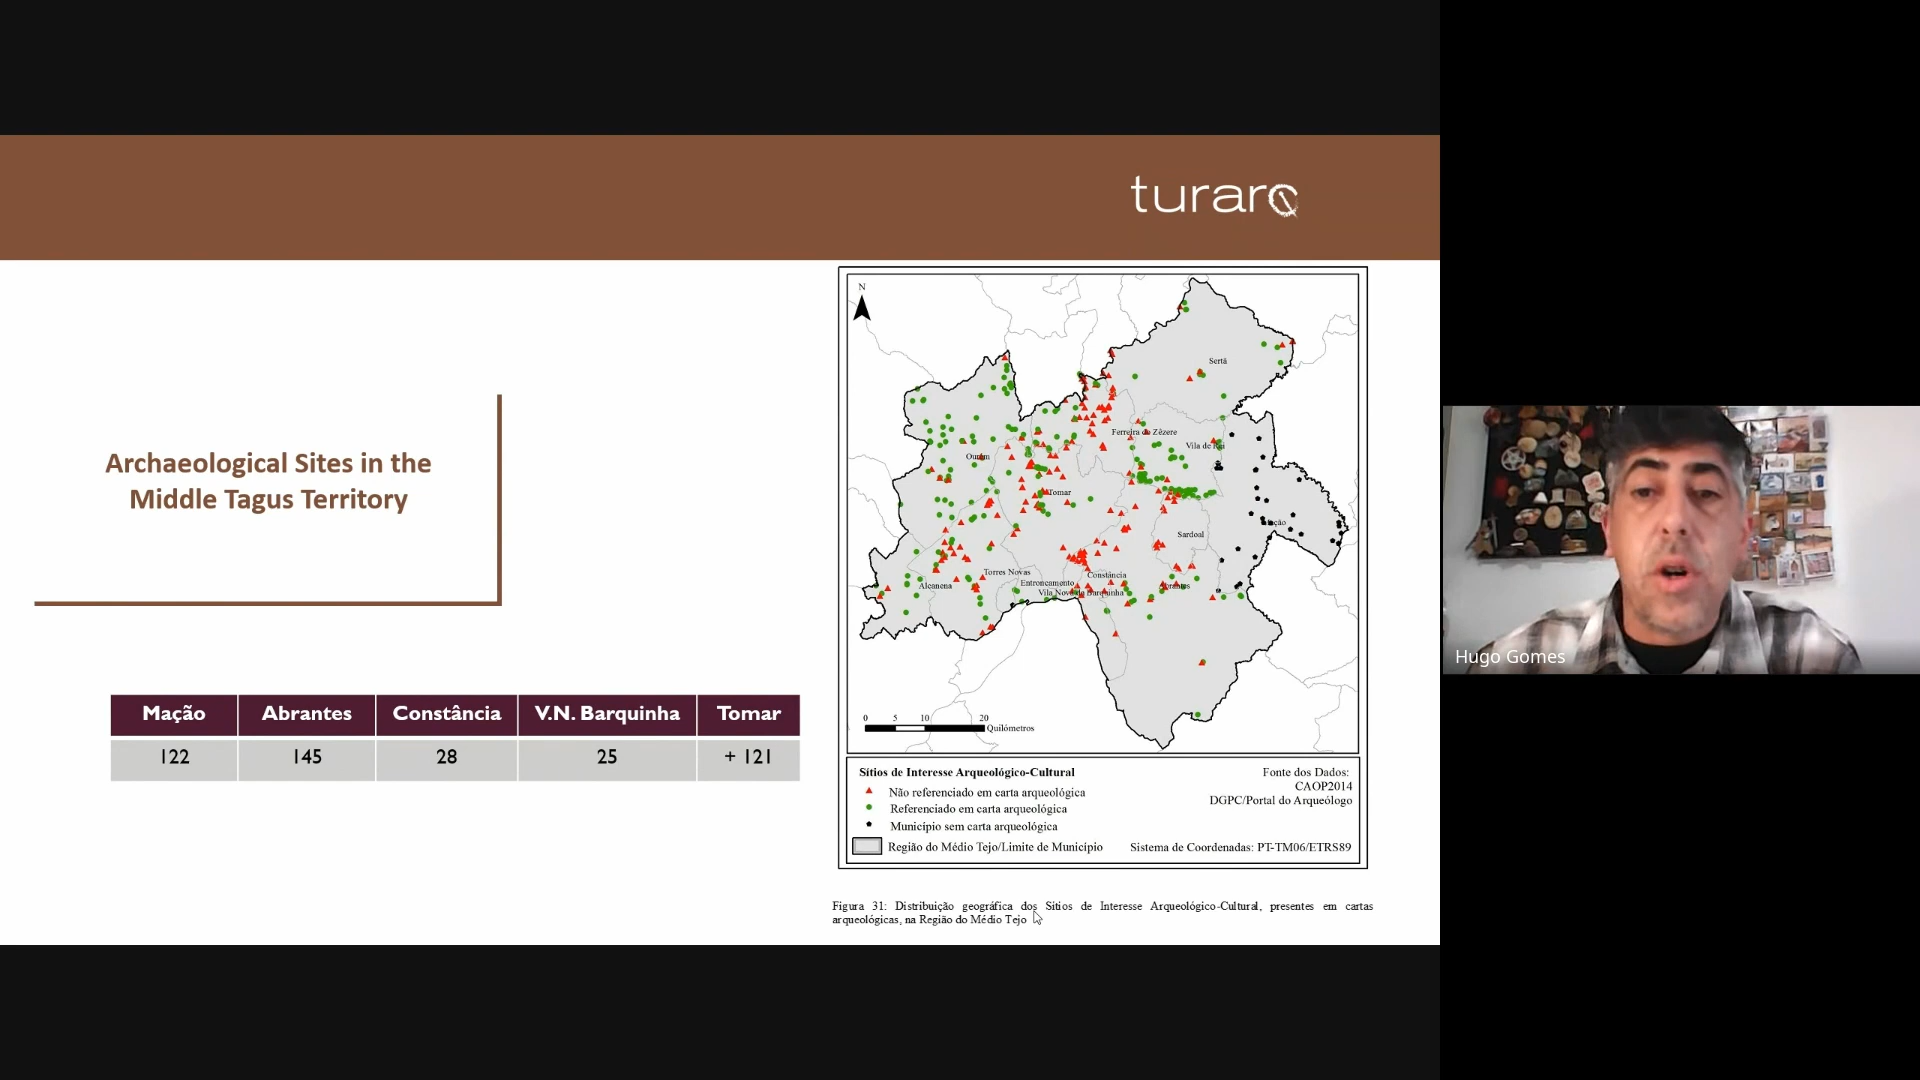 turarq
Archaeological Sites in the
Middle Tagus Territory
Mação Abrantes Constância V.N. Barquinha Tomar
122 145 28 25 + 121
N
Sertã
Ferreira do Zêzere
Vila de Rei
Ourém
Tomar
Mação
Sardoal
Torres Novas
Constância
Entroncamento
Alcanena
Abrantes
Vila Nova da Barquinha
0 5 10 20
Quilómetros
Sítios de Interesse Arqueológico-Cultural
Não referenciado em carta arqueológica
Referenciado em carta arqueológica
Município sem carta arqueológica
Região do Médio Tejo/Limite de Município
Fonte dos Dados:
CAOP2014
DGPC/Portal do Arqueólogo
Sistema de Coordenadas: PT-TM06/ETRS89
Figura 31: Distribuição geográfica dos Sitios de Interesse Arqueológico-Cultural, presentes em cartas
arqueológicas, na Região do Médio Tejo
Hugo Gomes